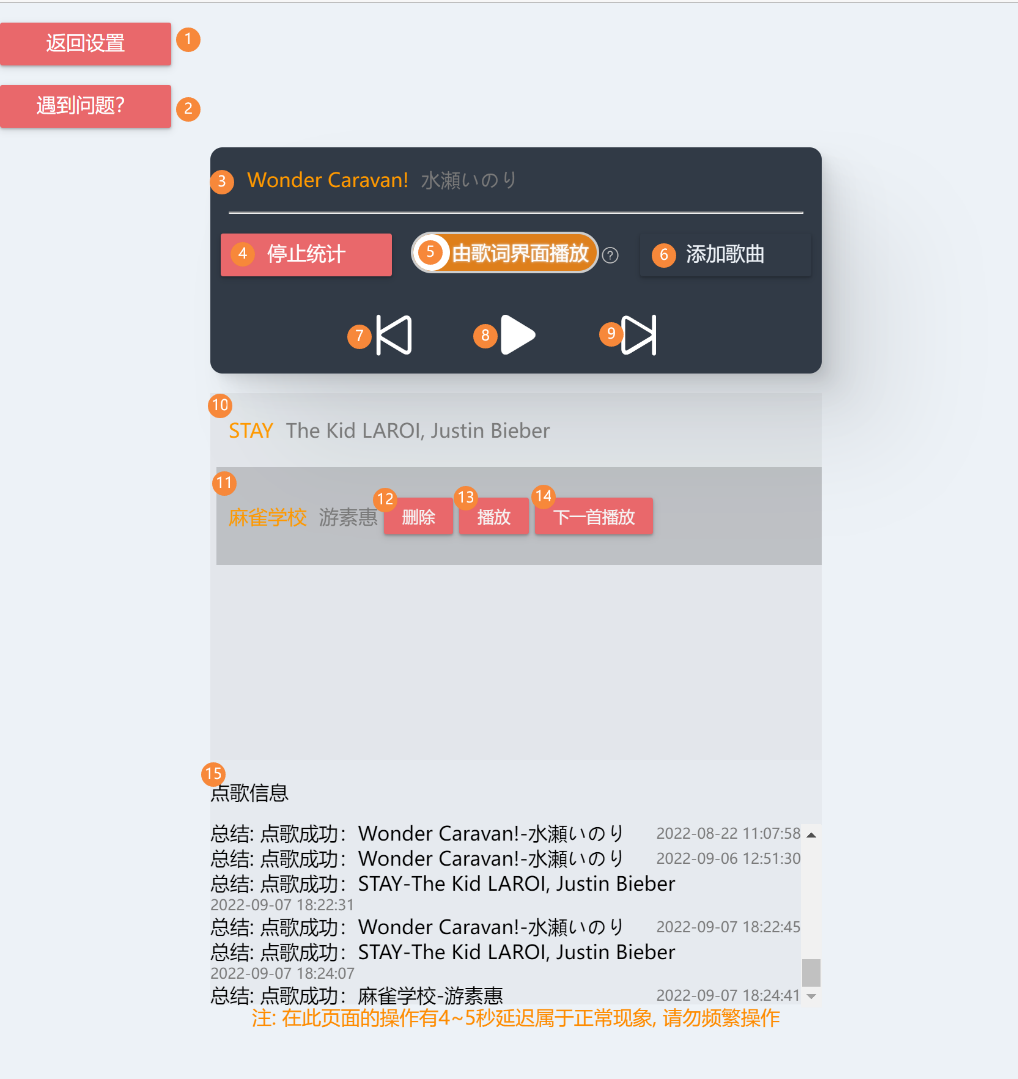 返回设置 1
遇到问题? 2
3 Wonder Caravan! 水瀬いのり
4 停止统计 5 由歌词界面播放 ? 6 添加歌曲
7 8 9
10
STAY The Kid LAROI, Justin Bieber
11 12 13 14
麻雀学校 游素惠 删除 播放 下一首播放
15
点歌信息
总结: 点歌成功：Wonder Caravan!-水瀬いのり 2022-08-22 11:07:58
总结: 点歌成功：Wonder Caravan!-水瀬いのり 2022-09-06 12:51:30
总结: 点歌成功：STAY-The Kid LAROI, Justin Bieber
2022-09-07 18:22:31
总结: 点歌成功：Wonder Caravan!-水瀬いのり 2022-09-07 18:22:45
总结: 点歌成功：STAY-The Kid LAROI, Justin Bieber
2022-09-07 18:24:07
总结: 点歌成功：麻雀学校-游素惠 2022-09-07 18:24:41
注: 在此页面的操作有4~5秒延迟属于正常现象, 请勿频繁操作